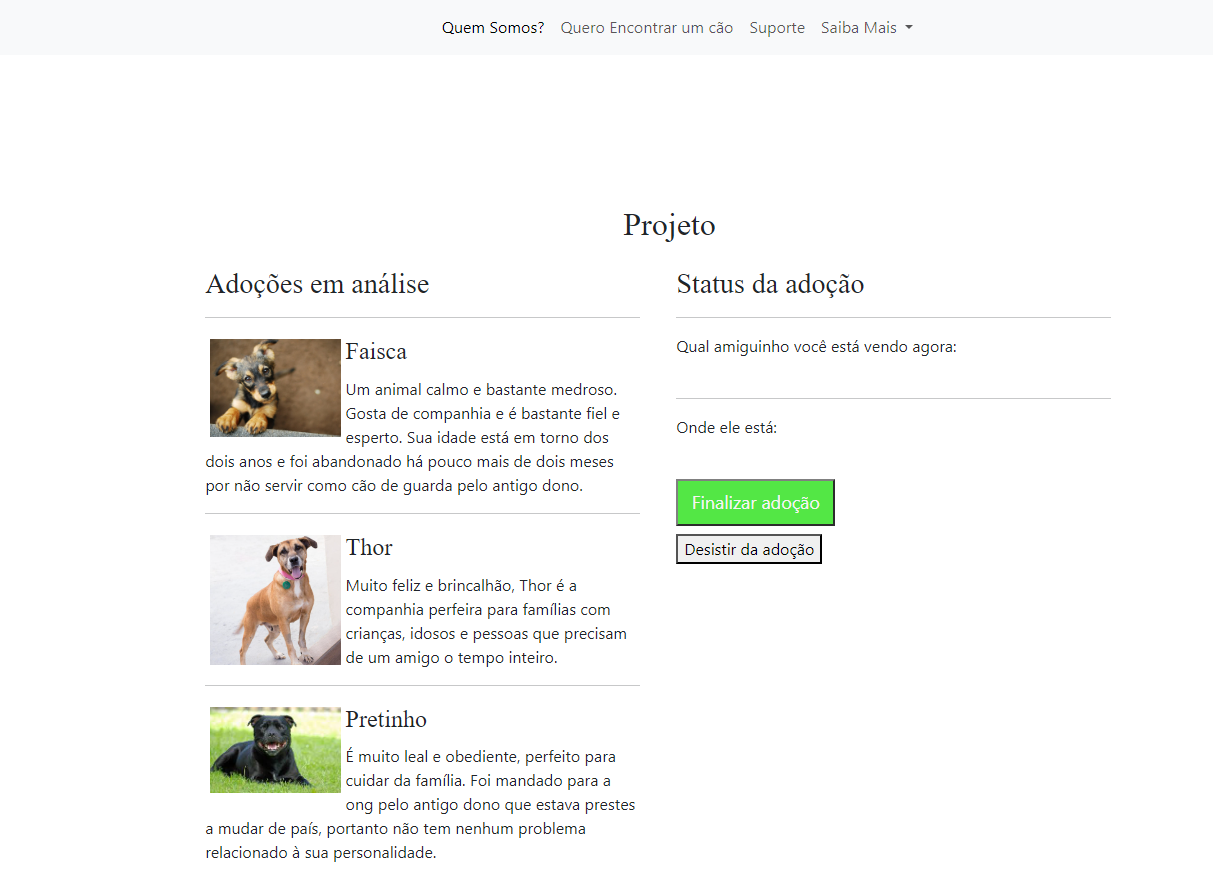 Quem Somos? Quero Encontrar um cão Suporte Saiba Mais
Projeto
Adoções em análise
Faisca
Um animal calmo e bastante medroso.
Gosta de companhia e é bastante fiel e
esperto. Sua idade está em torno dos
dois anos e foi abandonado há pouco mais de dois meses
por não servir como cão de guarda pelo antigo dono.
Thor
Muito feliz e brincalhão, Thor é a
companhia perfeira para famílias com
crianças, idosos e pessoas que precisam
de um amigo o tempo inteiro.
Pretinho
É muito leal e obediente, perfeito para
cuidar da família. Foi mandado para a
ong pelo antigo dono que estava prestes
a mudar de país, portanto não tem nenhum problema
relacionado à sua personalidade.
Status da adoção
Qual amiguinho você está vendo agora:
Onde ele está:
Finalizar adoção
Desistir da adoção